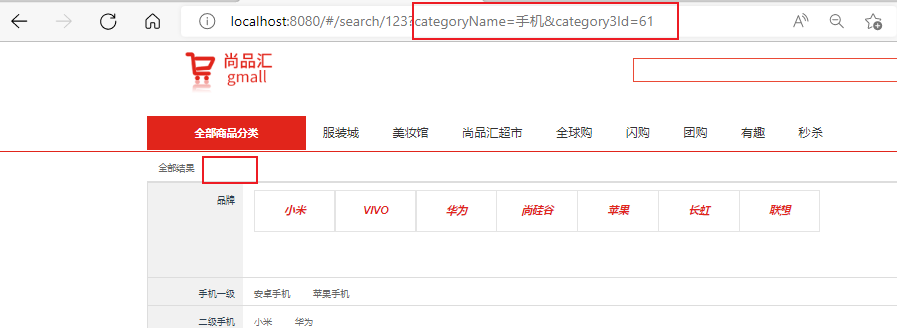 localhost:8080/#/search/123?categoryName=手机&category3Id=61
尚品汇
gmall
全部商品分类 服装城 美妆馆 尚品汇超市 全球购 闪购 团购 有趣 秒杀
全部结果
品牌 小米 VIVO 华为 尚硅谷 苹果 长虹 联想
手机一级 安卓手机 苹果手机
二级手机 小米 华为